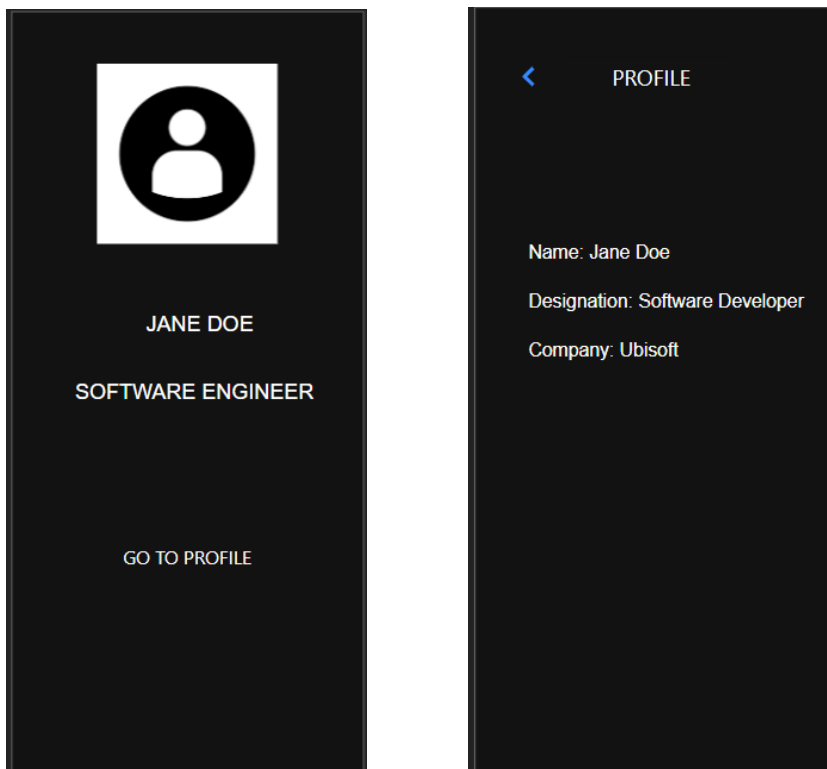 JANE DOE
SOFTWARE ENGINEER
GO TO PROFILE
PROFILE
Name: Jane Doe
Designation: Software Developer
Company: Ubisoft